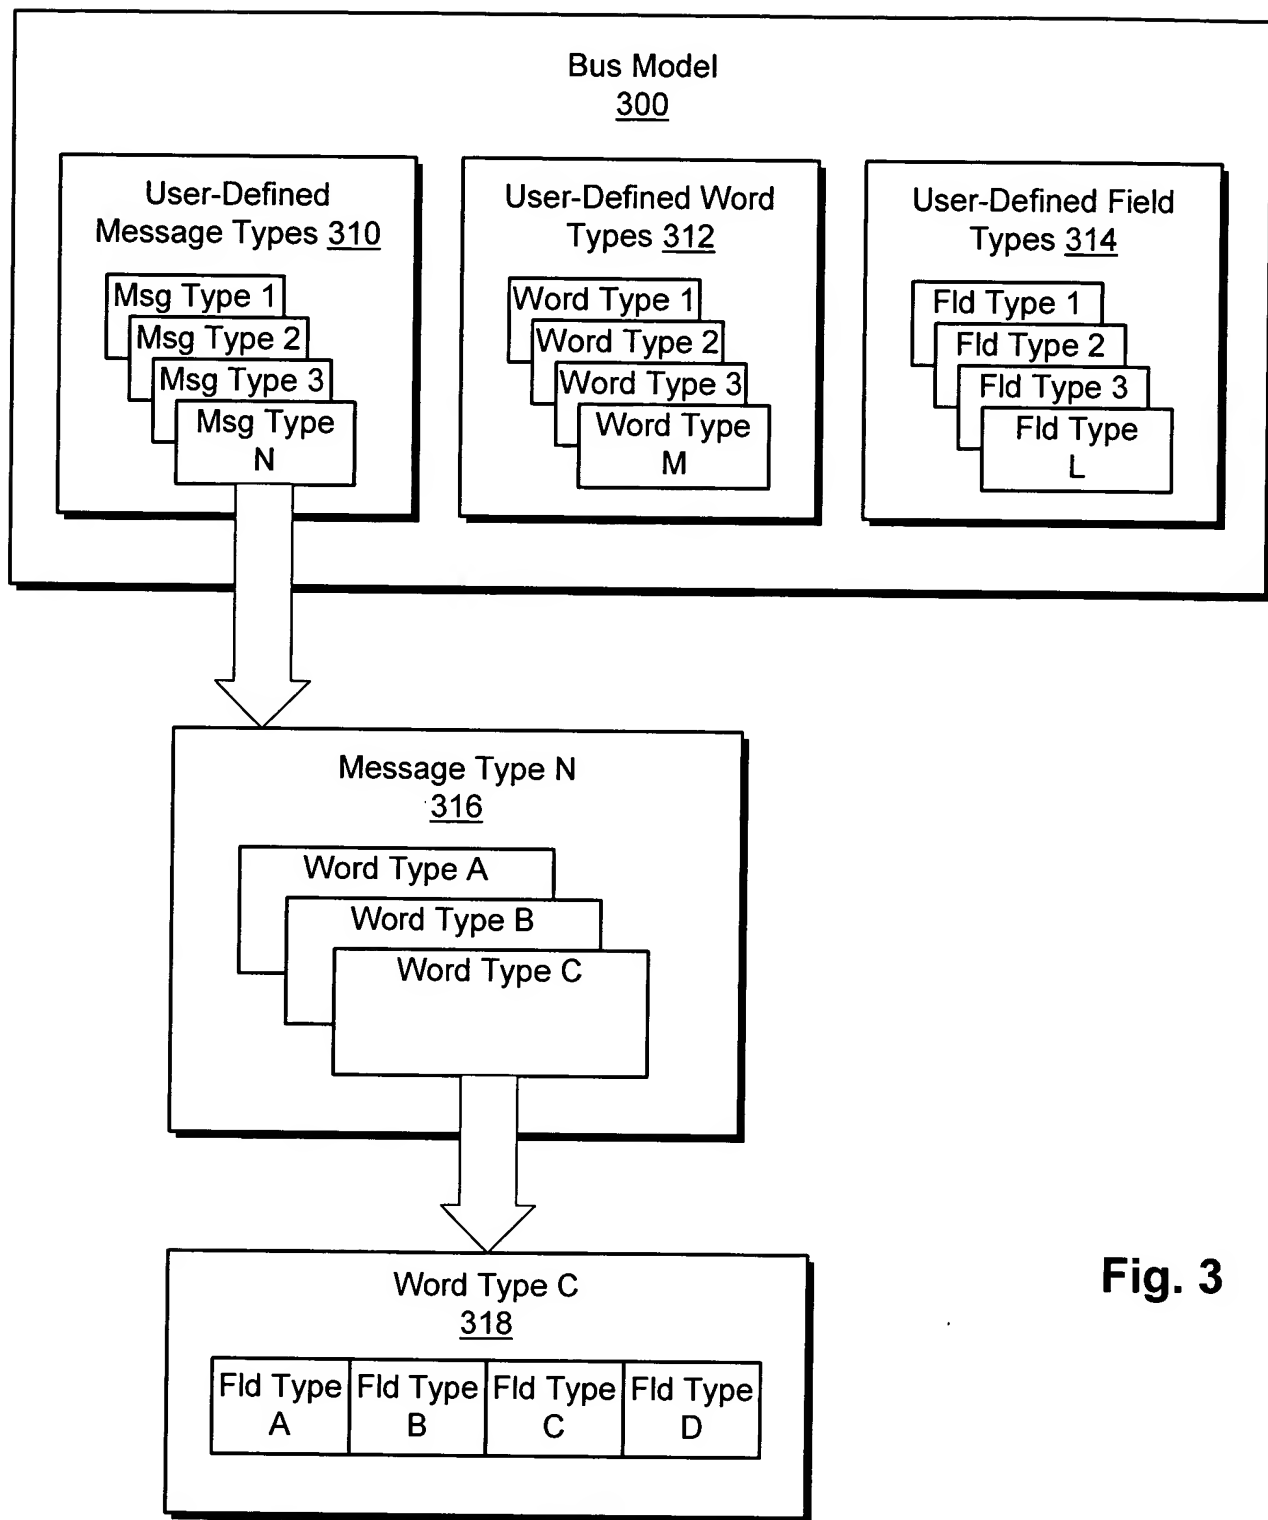 Bus Model
300
User-Defined
Message Types 310
Msg Type 1
Msg Type 2
Msg Type 3
Msg Type
N
User-Defined Word
Types 312
Word Type 1
Word Type 2
Word Type 3
Word Type
M
User-Defined Field
Types 314
Fld Type 1
Fld Type 2
Fld Type 3
Fld Type
L
Message Type N
316
Word Type A
Word Type B
Word Type C
Word Type C
318
Fld Type
A
Fld Type
B
Fld Type
C
Fld Type
D
Fig. 3